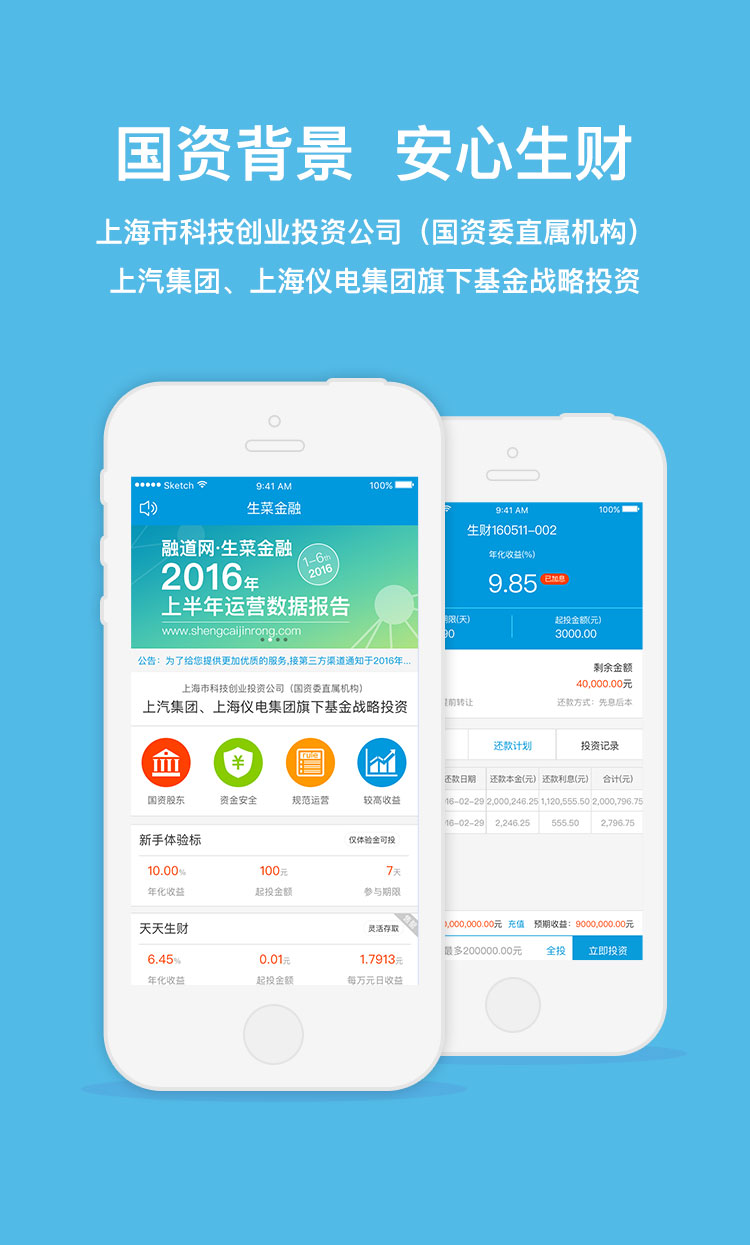 国资背景 安心生财
上海市科技创业投资公司（国资委直属机构）
上汽集团、上海仪电集团旗下基金战略投资
Sketch 9:41 AM 100%
生菜金融
融道网·生菜金融
2016年
1-6th 2016
上半年运营数据报告
www.shengcaijinrong.com
公告：为了给您提供更加优质的服务,接第三方渠道通知于2016年...
上海市科技创业投资公司（国资委直属机构）
上汽集团、上海仪电集团旗下基金战略投资
国资股东 资金安全 规范运营 较高收益
新手体验标 仅体验金可投
10.00% 100元 7天
年化收益 起投金额 参与期限
天天生财 灵活存取
6.45% 0.01元 1.7913元
年化收益 起投金额 每万元日收益
9:41 AM 100%
生财160511-002
年化收益(%)
9.85 已加息
期限(天) 起投金额(元)
90 3000.00
剩余金额
40,000.00元
提前转让 还款方式：先息后本
还款计划 投资记录
还款日期 还款本金(元) 还款利息(元) 合计(元)
16-02-29 2,000,246.25 1,120,555.50 2,000,796.75
16-02-29 2,246.25 555.50 2,796.75
0,000,000.00元 充值 预期收益：9000,000.00元
最多200000.00元 全投 立即投资